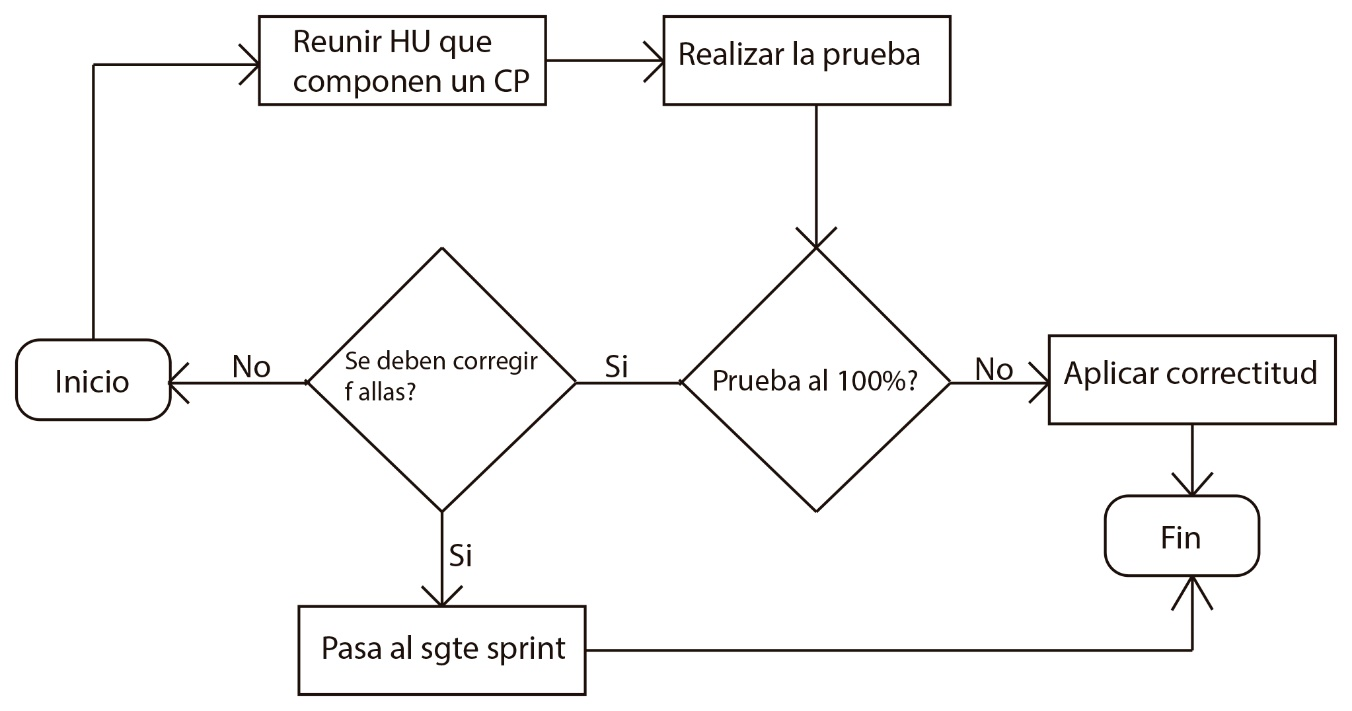 Reunir HU que
componen un CP
Realizar la prueba
Inicio
No
Se deben corregir
f allas?
Si
Prueba al 100%?
No
Aplicar correctitud
Si
Fin
Pasa al sgte sprint